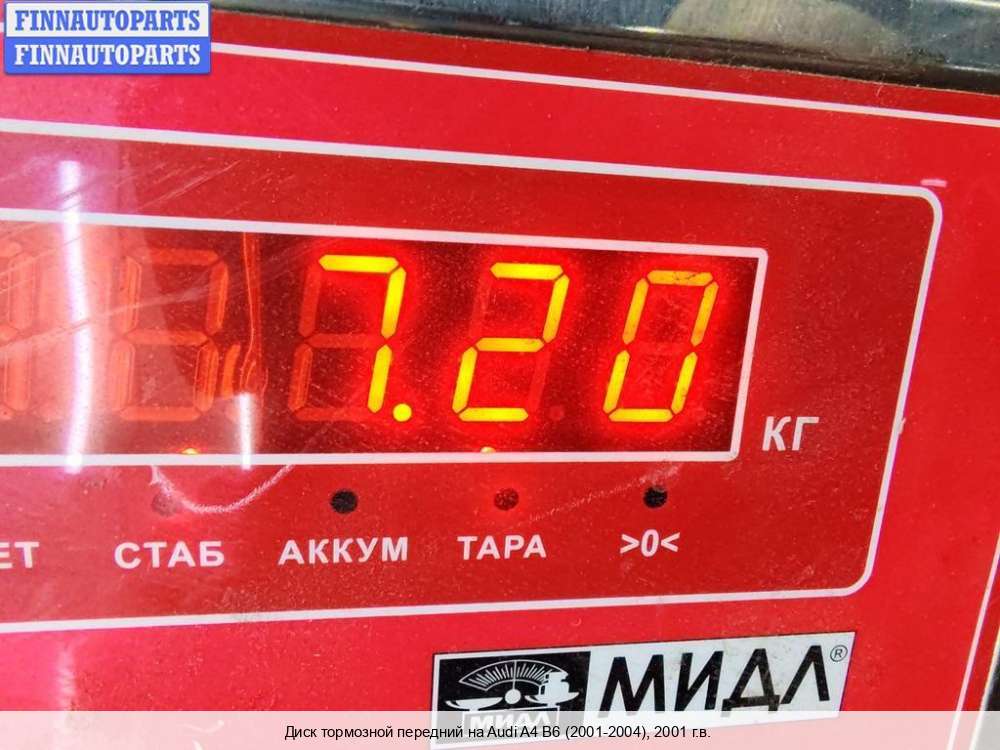 FINNAUTOPARTS
FINNAUTOPARTS
7.20
КГ
ЕТ СТАБ АККУМ ТАРА >0<
МИДЛ®
МИДЛ
Диск тормозной передний на Audi A4 B6 (2001-2004), 2001 г.в.